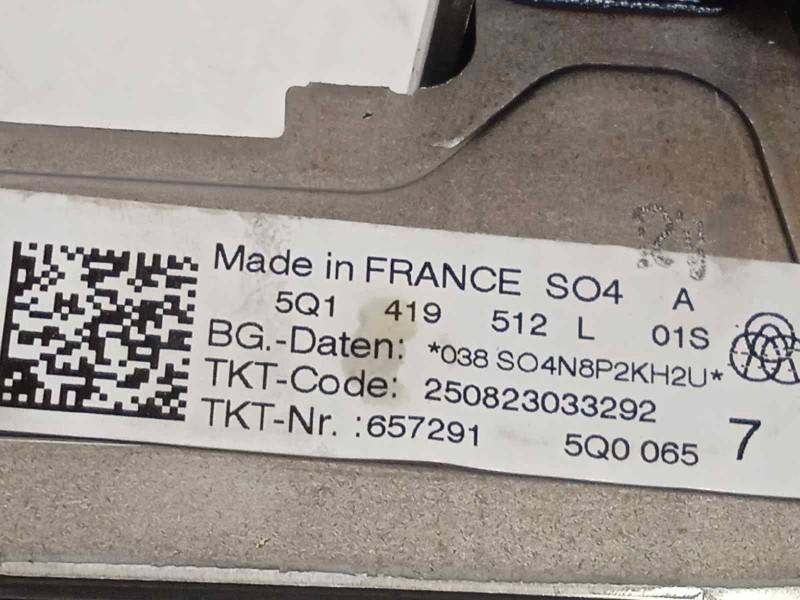 Made in FRANCE SO4 A
5Q1 419 512 L 01S
BG.-Daten: *038 SO4N8P2KH2U*
TKT-Code: 250823033292
TKT-Nr. :657291 5Q0 065 7